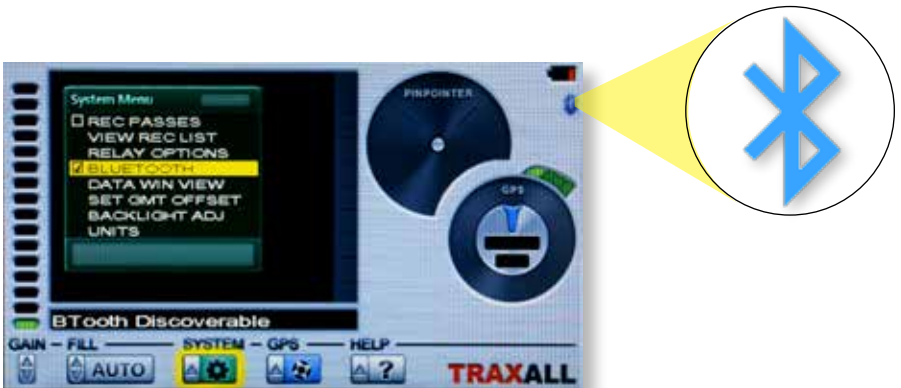 System Menu
REC PASSES
VIEW REC LIST
RELAY OPTIONS
BLUETOOTH
DATA WIN VIEW
SET GMT OFFSET
BACKLIGHT ADJ
UNITS
PINPOINTER
GPS
BTooth Discoverable
GAIN FILL SYSTEM GPS HELP
AUTO ?
TRAXALL